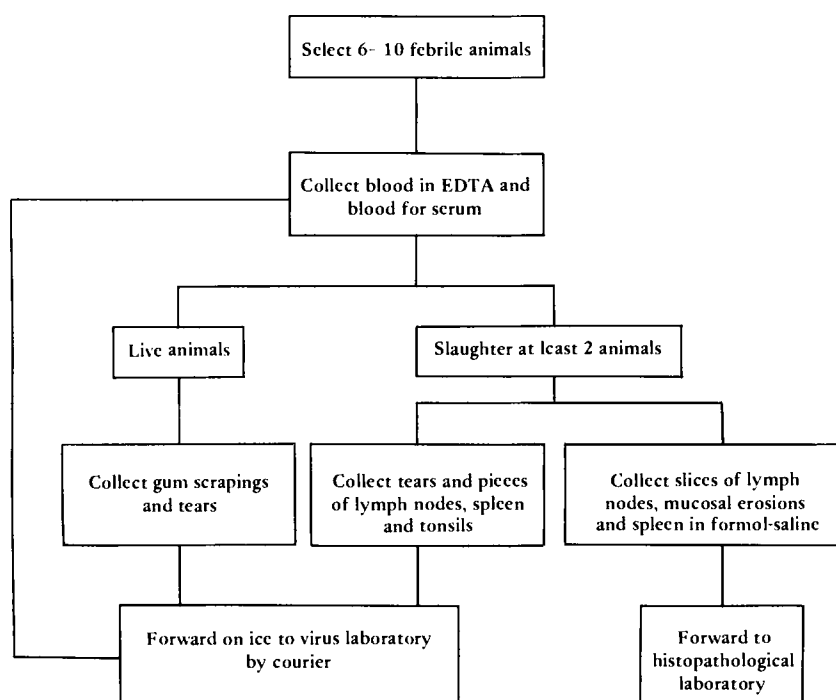 Select 6- 10 febrile animals
Collect blood in EDTA and
blood for serum
Live animals
Slaughter at least 2 animals
Collect gum scrapings
and tears
Collect tears and pieces
of lymph nodes, spleen
and tonsils
Collect slices of lymph
nodes, mucosal erosions
and spleen in formol-saline
Forward on ice to virus laboratory
by courier
Forward to
histopathological
laboratory